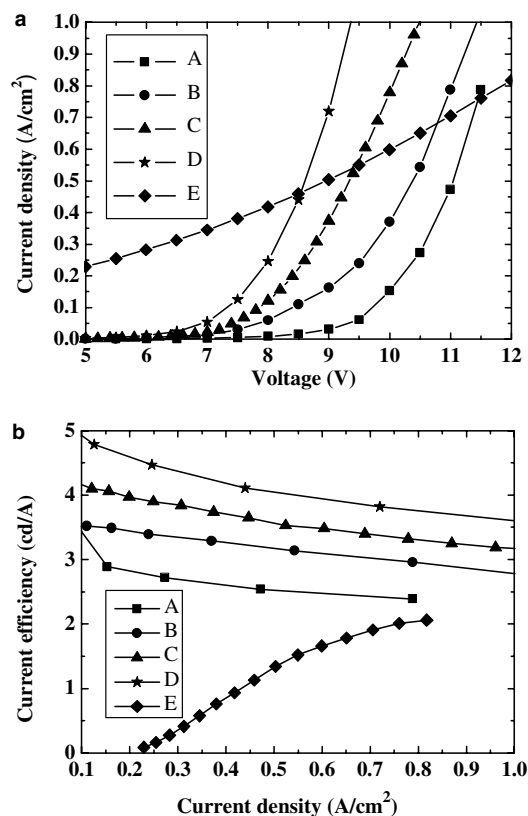 a
1.0
0.9
0.8
0.7
0.6
0.5
0.4
0.3
0.2
0.1
0.0
Current density (A/cm²)
A
B
C
D
E
5 6 7 8 9 10 11 12
Voltage (V)
b
5
4
3
2
1
0
Current efficiency (cd/A)
A
B
C
D
E
0.1 0.2 0.3 0.4 0.5 0.6 0.7 0.8 0.9 1.0
Current density (A/cm²)